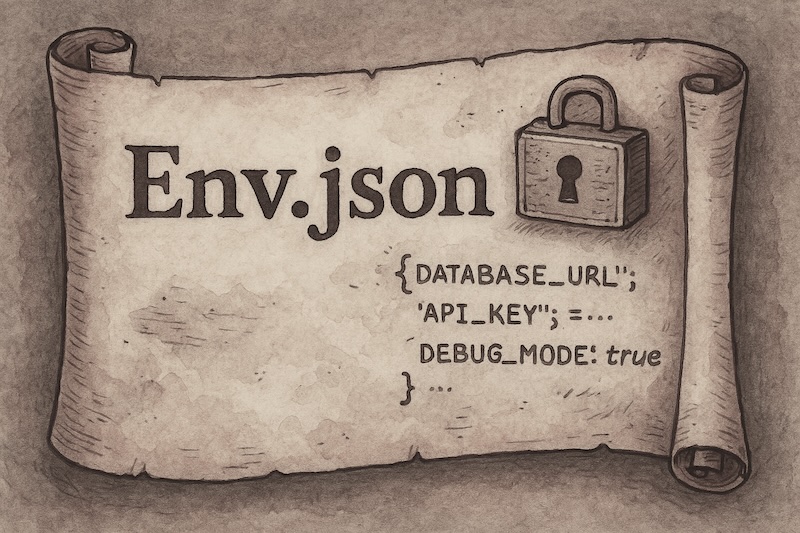 Env.json
{DATABASE_URL";
'API_KEY"; =...
DEBUG_MODE: true
} ...